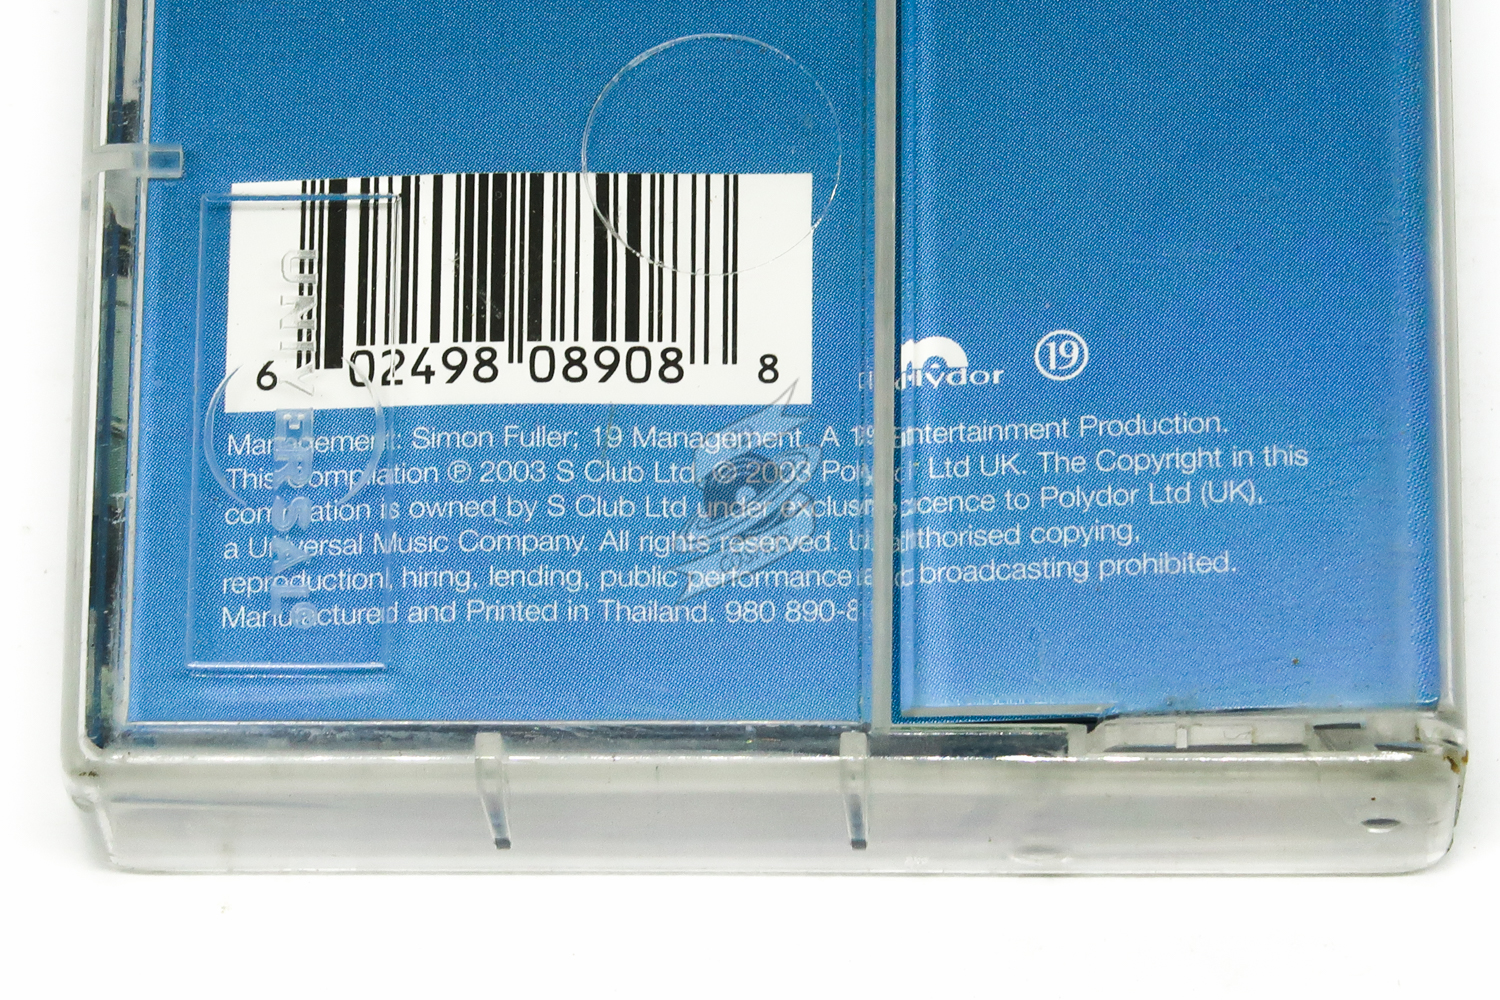 6 02498 08908 8
UNIVERSAL
19
Management: Simon Fuller; 19 Management. A 19 Entertainment Production.
This compilation ℗ 2003 S Club Ltd. © 2003 Polydor Ltd UK. The Copyright in this
compilation is owned by S Club Ltd under exclusive licence to Polydor Ltd (UK),
a Universal Music Company. All rights reserved. Unauthorised copying,
reproduction, hiring, lending, public performance and broadcasting prohibited.
Manufactured and Printed in Thailand. 980 890-8